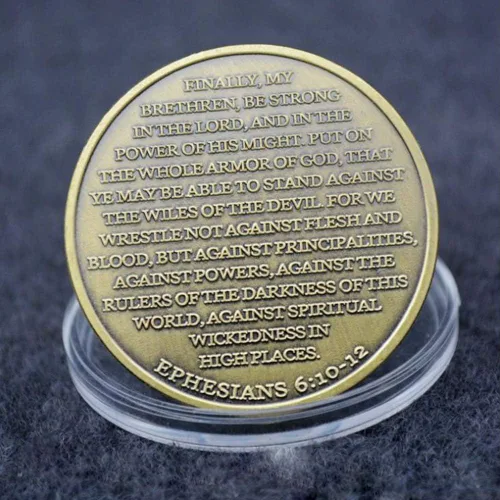 FINALLY, MY
BRETHREN, BE STRONG
IN THE LORD, AND IN THE
POWER OF HIS MIGHT. PUT ON
THE WHOLE ARMOR OF GOD, THAT
YE MAY BE ABLE TO STAND AGAINST
THE WILES OF THE DEVIL. FOR WE
WRESTLE NOT AGAINST FLESH AND
BLOOD, BUT AGAINST PRINCIPALITIES,
AGAINST POWERS, AGAINST THE
RULERS OF THE DARKNESS OF THIS
WORLD, AGAINST SPIRITUAL
WICKEDNESS IN
HIGH PLACES.
EPHESIANS 6:10-12